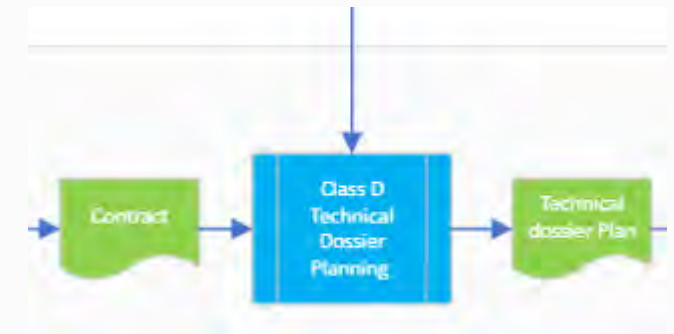 Contract
Class D
Technical
Dossier
Planning
Technical
dossier Plan